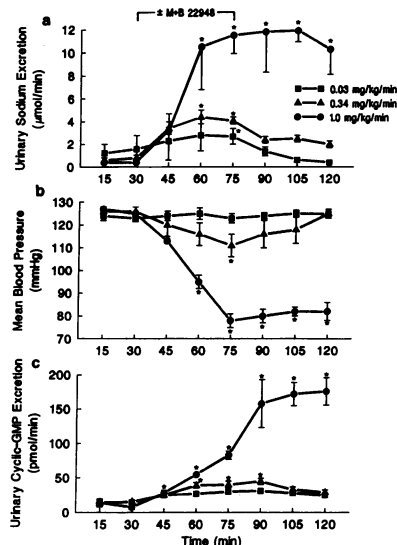 ± M+B 22948
a
Urinary Sodium Excretion
(μmol/min)
12
10
8
6
4
2
0
0.03 mg/kg/min
0.34 mg/kg/min
1.0 mg/kg/min
15 30 45 60 75 90 105 120
b
Mean Blood Pressure
(mmHg)
130
120
110
100
90
80
70
15 30 45 60 75 90 105 120
c
Urinary Cyclic-GMP Excretion
(pmol/min)
200
150
100
50
0
15 30 45 60 75 90 105 120
Time (min)